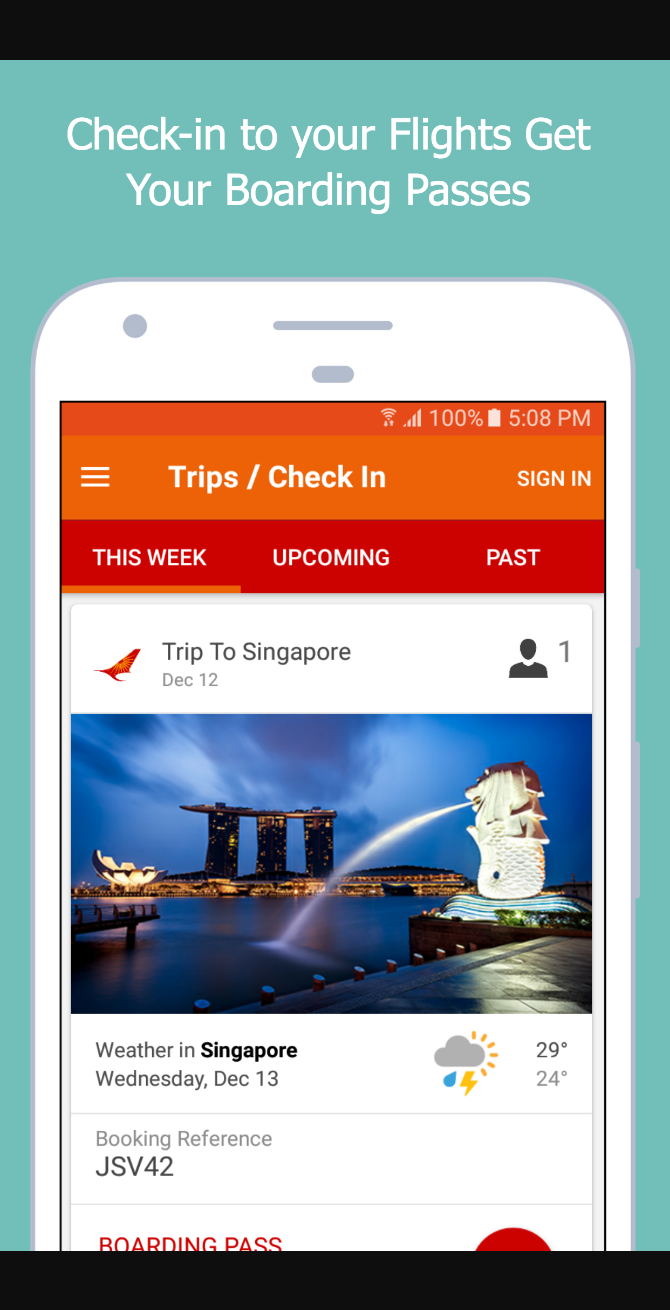 Check-in to your Flights Get
Your Boarding Passes
100% 5:08 PM
Trips / Check In SIGN IN
THIS WEEK UPCOMING PAST
Trip To Singapore 1
Dec 12
Weather in Singapore 29°
Wednesday, Dec 13 24°
Booking Reference
JSV42
BOARDING PASS